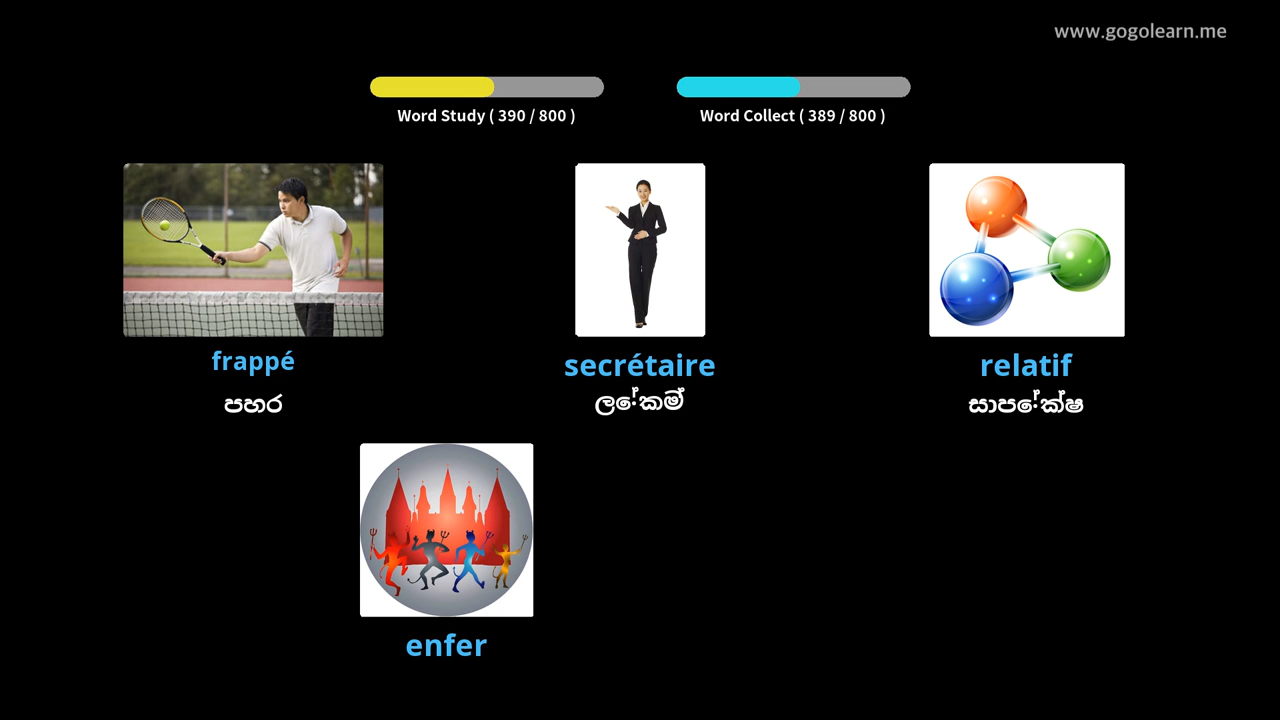 www.gogolearn.me
Word Study ( 390 / 800 )
Word Collect ( 389 / 800 )
frappé
secrétaire
relatif
පහර
ලේකම්
සාපේක්ෂ
enfer